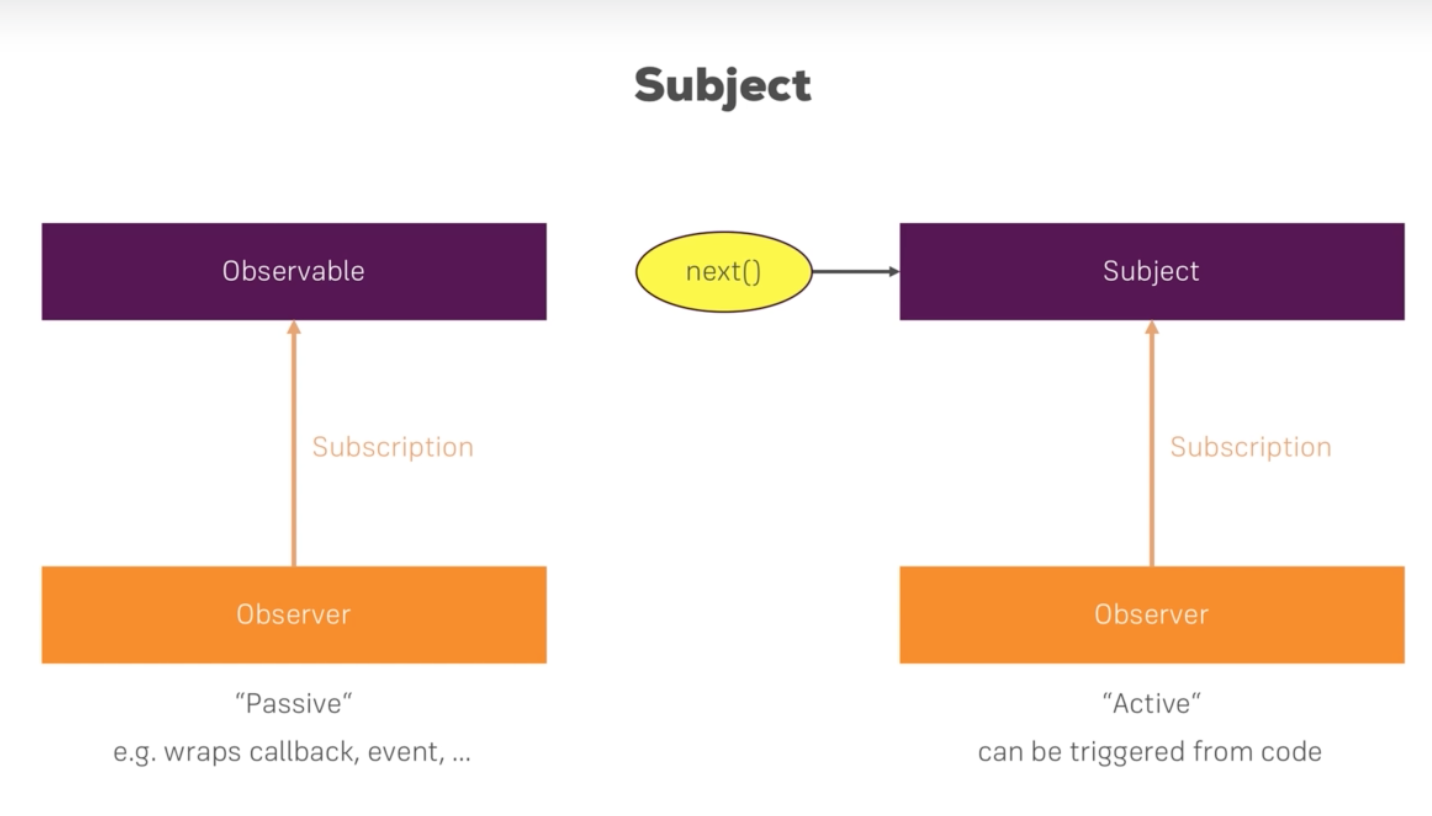 Subject
Observable
next()
Subject
Subscription
Subscription
Observer
Observer
“Passive“
“Active“
e.g. wraps callback, event, ...
can be triggered from code